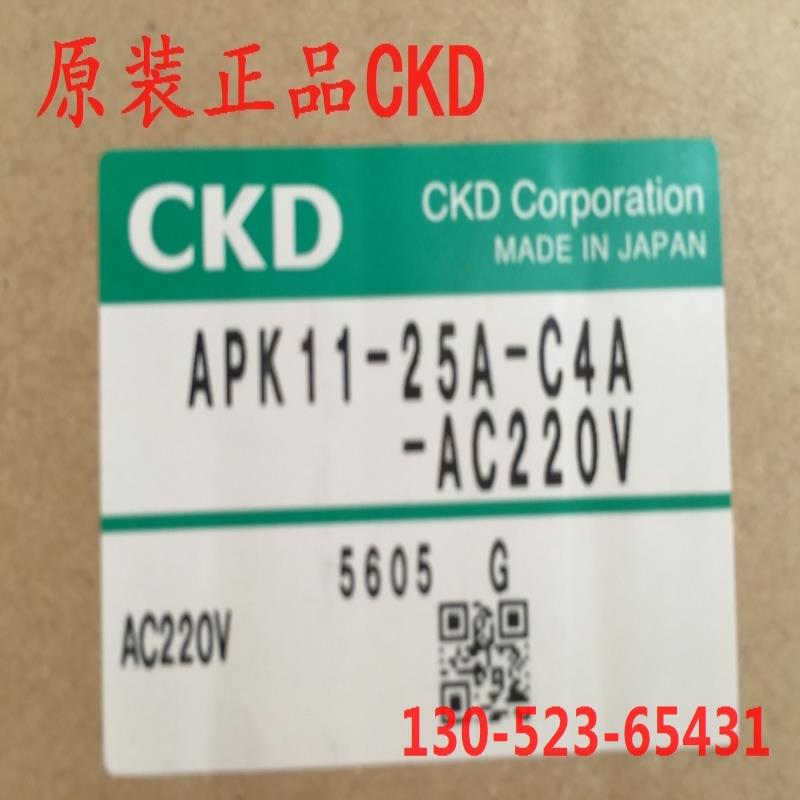 原装正品CKD
CKD
CKD Corporation
MADE IN JAPAN
APK11-25A-C4A
-AC220V
5605 G
AC220V
130-523-65431